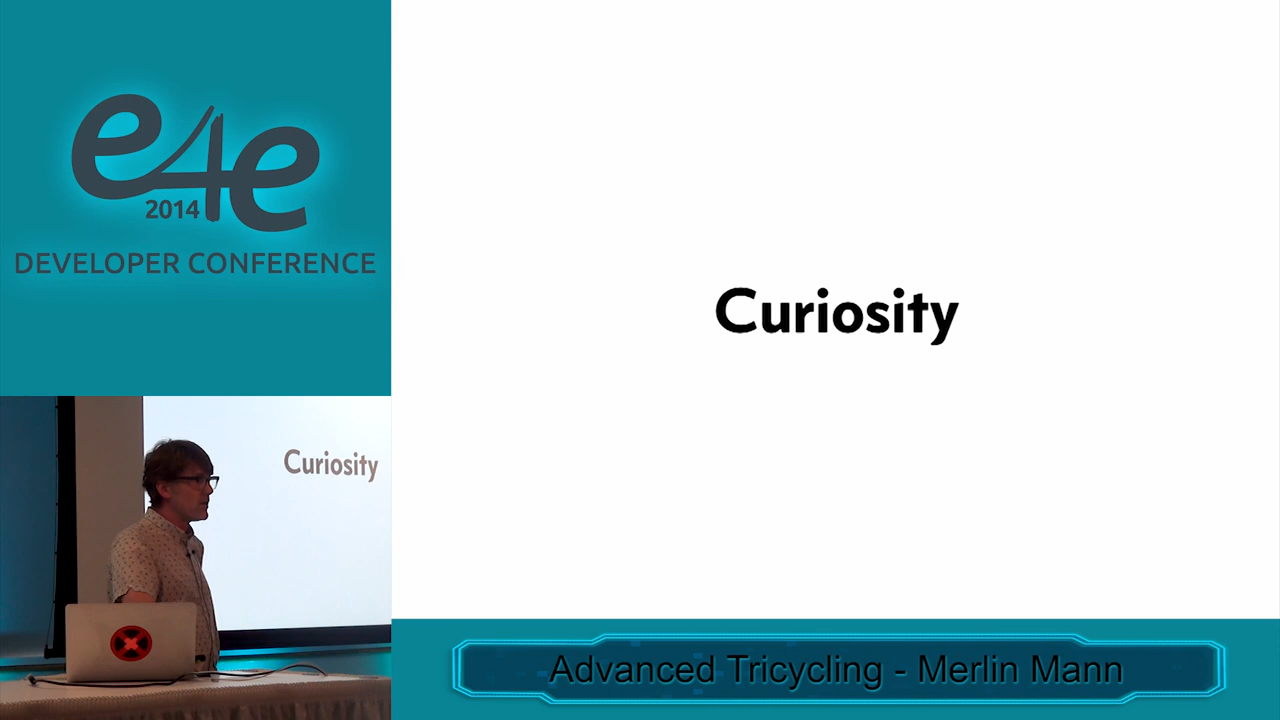 e4e
2014
DEVELOPER CONFERENCE
Curiosity
Curiosity
Advanced Tricycling - Merlin Mann